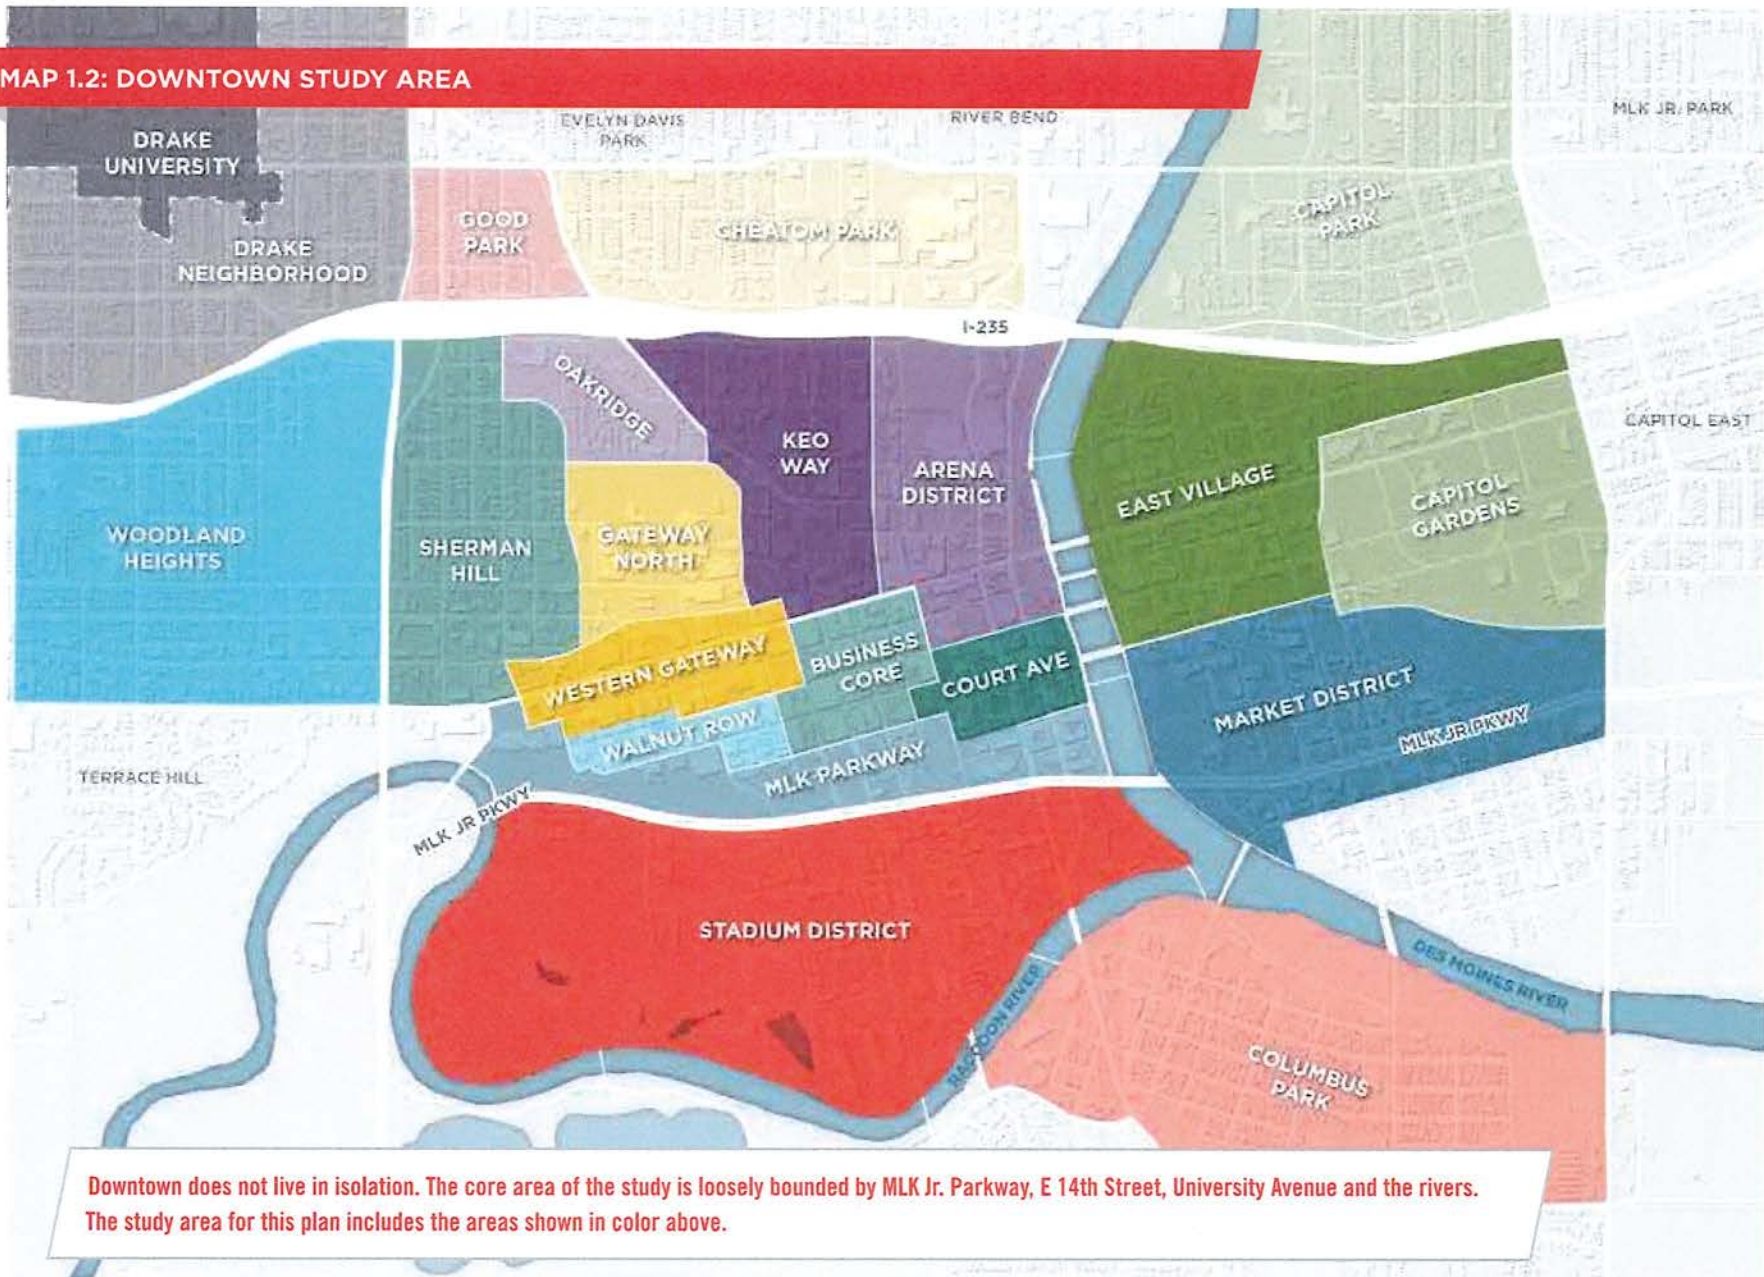 MAP 1.2: DOWNTOWN STUDY AREA
EVELYN DAVIS
PARK
RIVER BEND
MLK JR. PARK
DRAKE
UNIVERSITY
DRAKE
NEIGHBORHOOD
GOOD
PARK
CHEATOM PARK
CAPITOL
PARK
I-235
OAKRIDGE
KEO
WAY
ARENA
DISTRICT
EAST VILLAGE
CAPITOL
GARDENS
CAPITOL EAST
WOODLAND
HEIGHTS
SHERMAN
HILL
GATEWAY
NORTH
WESTERN GATEWAY
BUSINESS
CORE
COURT AVE
MARKET DISTRICT
MLK JR PKWY
WALNUT ROW
MLK PARKWAY
TERRACE HILL
MLK JR PKWY
STADIUM DISTRICT
RACCOON RIVER
DES MOINES RIVER
COLUMBUS
PARK
Downtown does not live in isolation. The core area of the study is loosely bounded by MLK Jr. Parkway, E 14th Street, University Avenue and the rivers.
The study area for this plan includes the areas shown in color above.